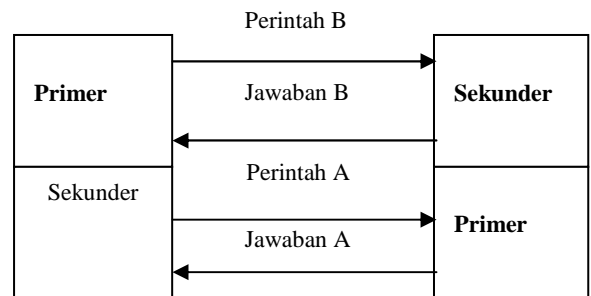 Perintah B
Primer
Jawaban B
Sekunder
Perintah A
Sekunder
Primer
Jawaban A